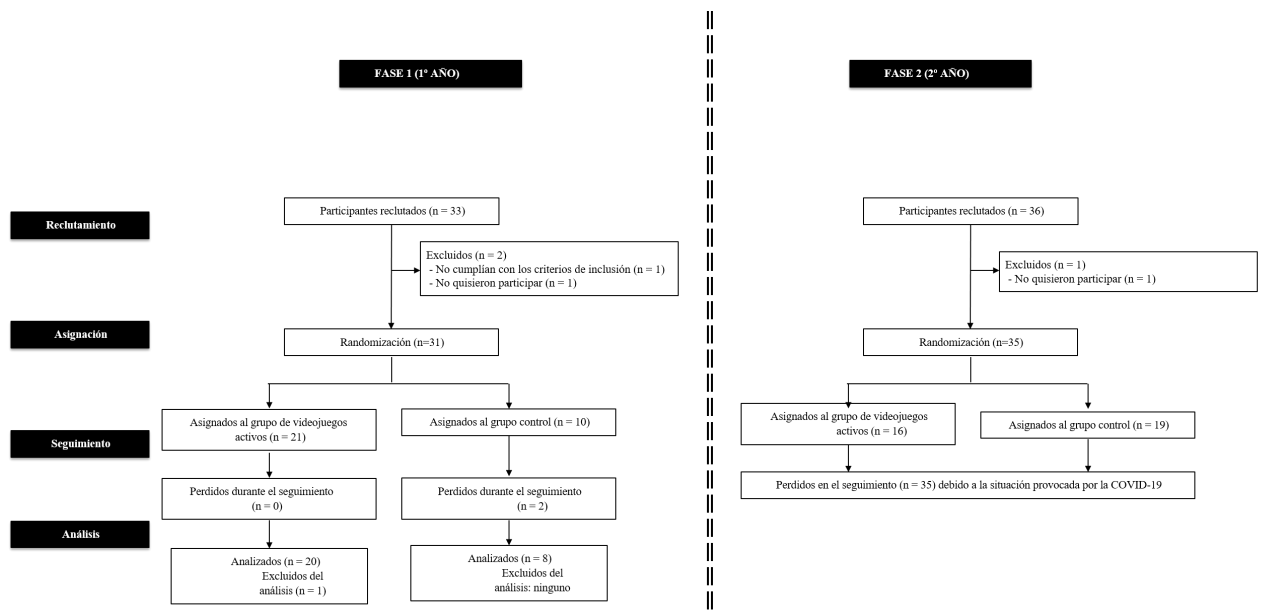 FASE 1 (1º AÑO)
FASE 2 (2º AÑO)
Reclutamiento
Participantes reclutados (n = 33)
Excluidos (n = 2)
- No cumplían con los criterios de inclusión (n = 1)
- No quisieron participar (n = 1)
Asignación
Randomización (n=31)
Seguimiento
Asignados al grupo de videojuegos
activos (n = 21)
Asignados al grupo control (n = 10)
Perdidos durante el seguimiento
(n = 0)
Perdidos durante el seguimiento
(n = 2)
Análisis
Analizados (n = 20)
Excluidos del
análisis (n = 1)
Analizados (n = 8)
Excluidos del
análisis: ninguno
Participantes reclutados (n = 36)
Excluidos (n = 1)
- No quisieron participar (n = 1)
Randomización (n=35)
Asignados al grupo de videojuegos
activos (n = 16)
Asignados al grupo control (n = 19)
Perdidos en el seguimiento (n = 35) debido a la situación provocada por la COVID-19